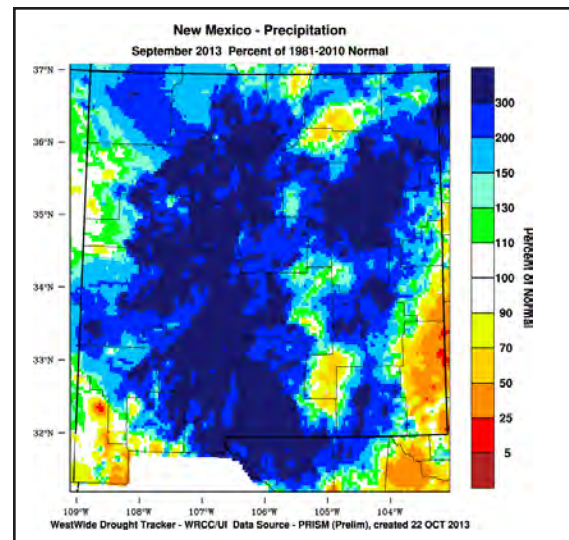 New Mexico - Precipitation
September 2013 Percent of 1981-2010 Normal
37°N
36°N
35°N
34°N
33°N
32°N
109°W 108°W 107°W 106°W 105°W 104°W
300
200
150
130
110
100
90
70
50
25
5
Percent of Normal
WestWide Drought Tracker - WRCC/UI Data Source - PRISM (Prelim), created 22 OCT 2013